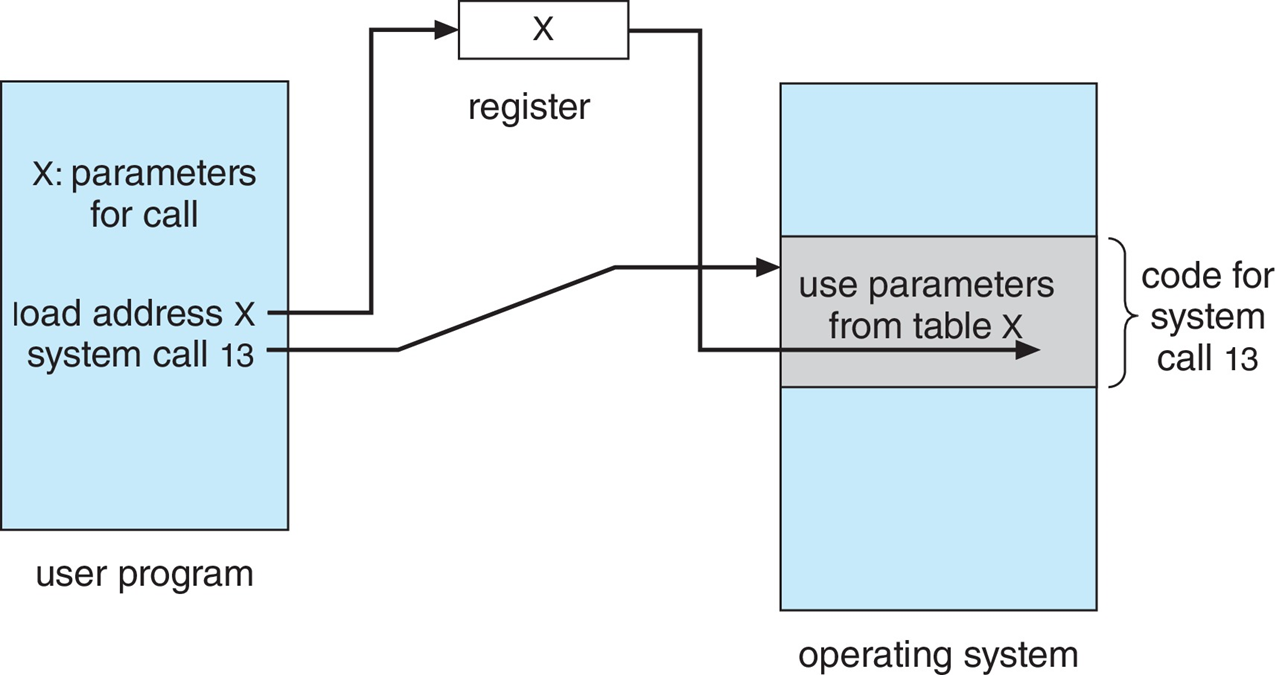 X
register
X: parameters
for call
load address X
system call 13
user program
use parameters
from table X
code for
system
call 13
operating system